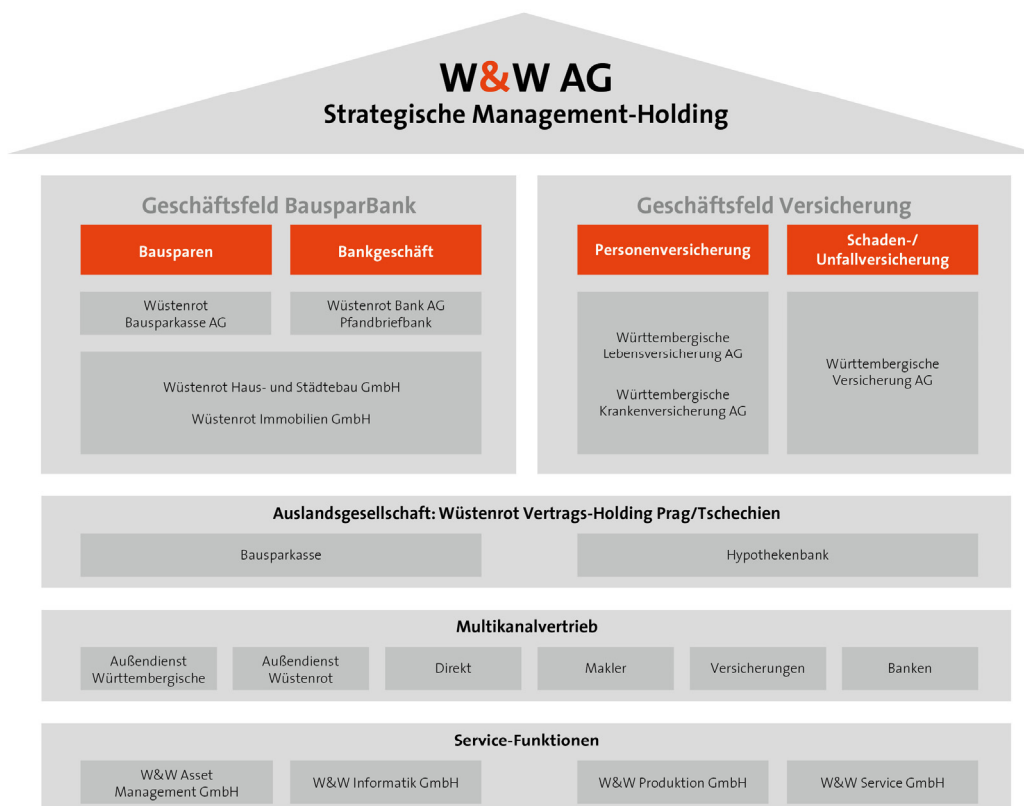 W&W AG
Strategische Management-Holding
Geschäftsfeld BausparBank
Bausparen
Bankgeschäft
Wüstenrot
Bausparkasse AG
Wüstenrot Bank AG
Pfandbriefbank
Wüstenrot Haus- und Städtebau GmbH
Wüstenrot Immobilien GmbH
Geschäftsfeld Versicherung
Personenversicherung
Schaden-/
Unfallversicherung
Württembergische
Lebensversicherung AG
Württembergische
Krankenversicherung AG
Württembergische
Versicherung AG
Auslandsgesellschaft: Wüstenrot Vertrags-Holding Prag/Tschechien
Bausparkasse
Hypothekenbank
Multikanalvertrieb
Außendienst
Württembergische
Außendienst
Wüstenrot
Direkt
Makler
Versicherungen
Banken
Service-Funktionen
W&W Asset
Management GmbH
W&W Informatik GmbH
W&W Produktion GmbH
W&W Service GmbH